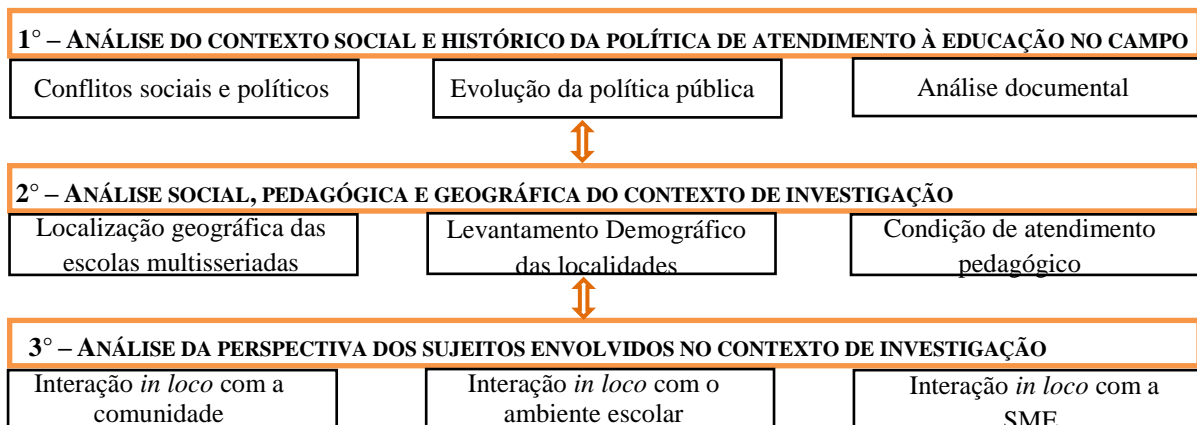 1° – ANÁLISE DO CONTEXTO SOCIAL E HISTÓRICO DA POLÍTICA DE ATENDIMENTO À EDUCAÇÃO NO CAMPO
Conflitos sociais e políticos
Evolução da política pública
Análise documental
2° – ANÁLISE SOCIAL, PEDAGÓGICA E GEOGRÁFICA DO CONTEXTO DE INVESTIGAÇÃO
Localização geográfica das
escolas multisseriadas
Levantamento Demográfico
das localidades
Condição de atendimento
pedagógico
3° – ANÁLISE DA PERSPECTIVA DOS SUJEITOS ENVOLVIDOS NO CONTEXTO DE INVESTIGAÇÃO
Interação in loco com a
comunidade
Interação in loco com o
ambiente escolar
Interação in loco com a
SME